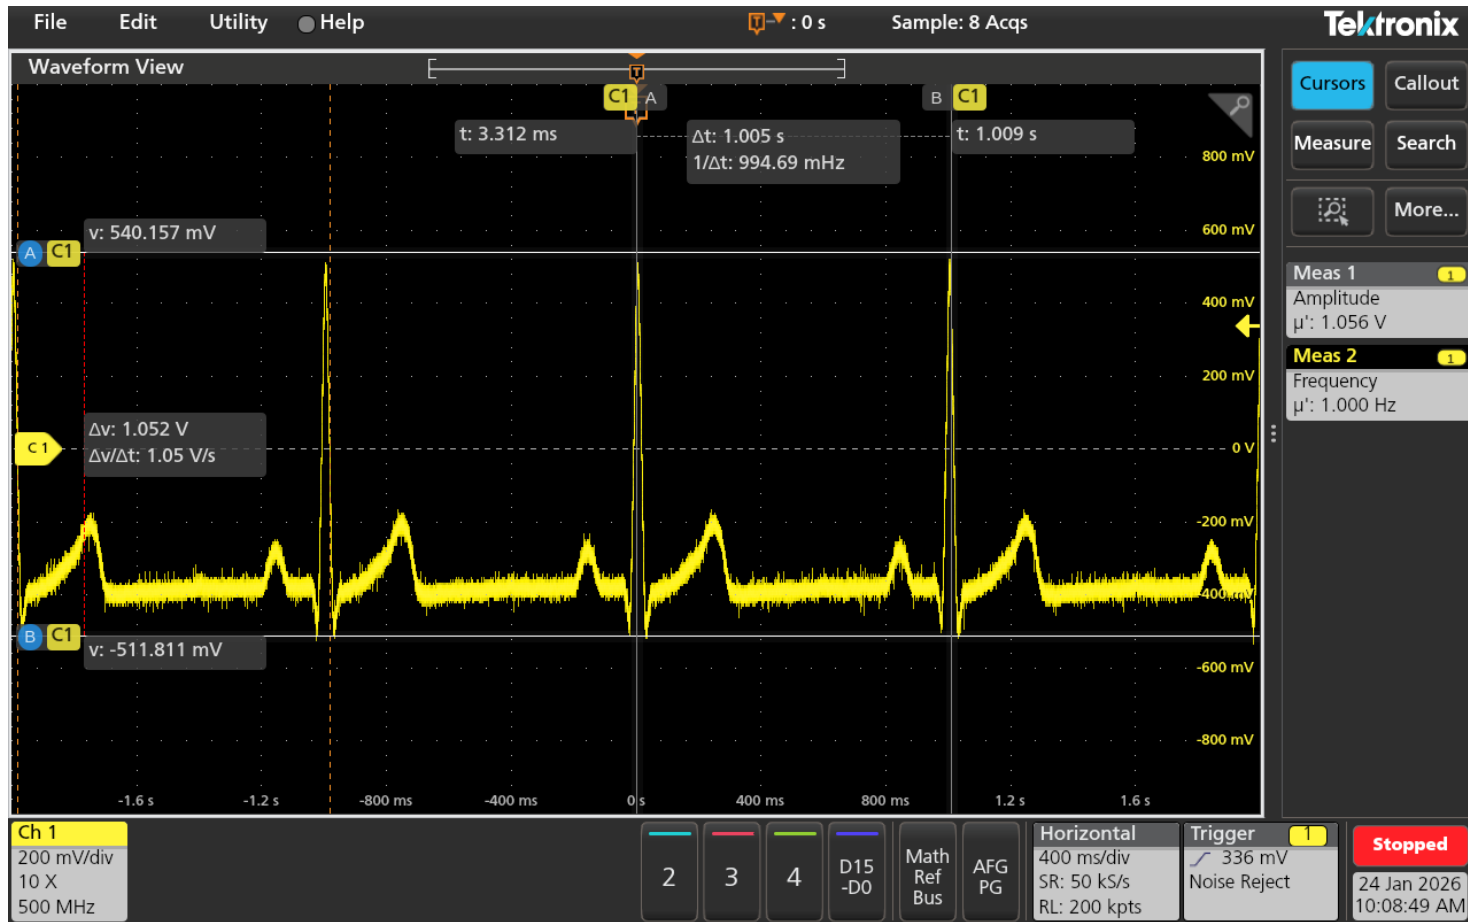 File Edit Utility Help T : 0 s Sample: 8 Acqs Tektronix
Waveform View
Cursors Callout
T
C1 A B C1
t: 3.312 ms Δt: 1.005 s t: 1.009 s
1/Δt: 994.69 mHz
Measure Search
800 mV
More...
v: 540.157 mV
600 mV
A C1
Meas 1 1
Amplitude
µ': 1.056 V
400 mV
Meas 2 1
Frequency
µ': 1.000 Hz
200 mV
Δv: 1.052 V
Δv/Δt: 1.05 V/s
C 1
0 V
-200 mV
-400 mV
B C1
v: -511.811 mV
-600 mV
-800 mV
-1.6 s -1.2 s -800 ms -400 ms 0 s 400 ms 800 ms 1.2 s 1.6 s
Ch 1
200 mV/div
10 X
500 MHz
2 3 4
D15
-D0
Math
Ref
Bus
AFG
PG
Horizontal
400 ms/div
SR: 50 kS/s
RL: 200 kpts
Trigger 1
336 mV
Noise Reject
Stopped
24 Jan 2026
10:08:49 AM